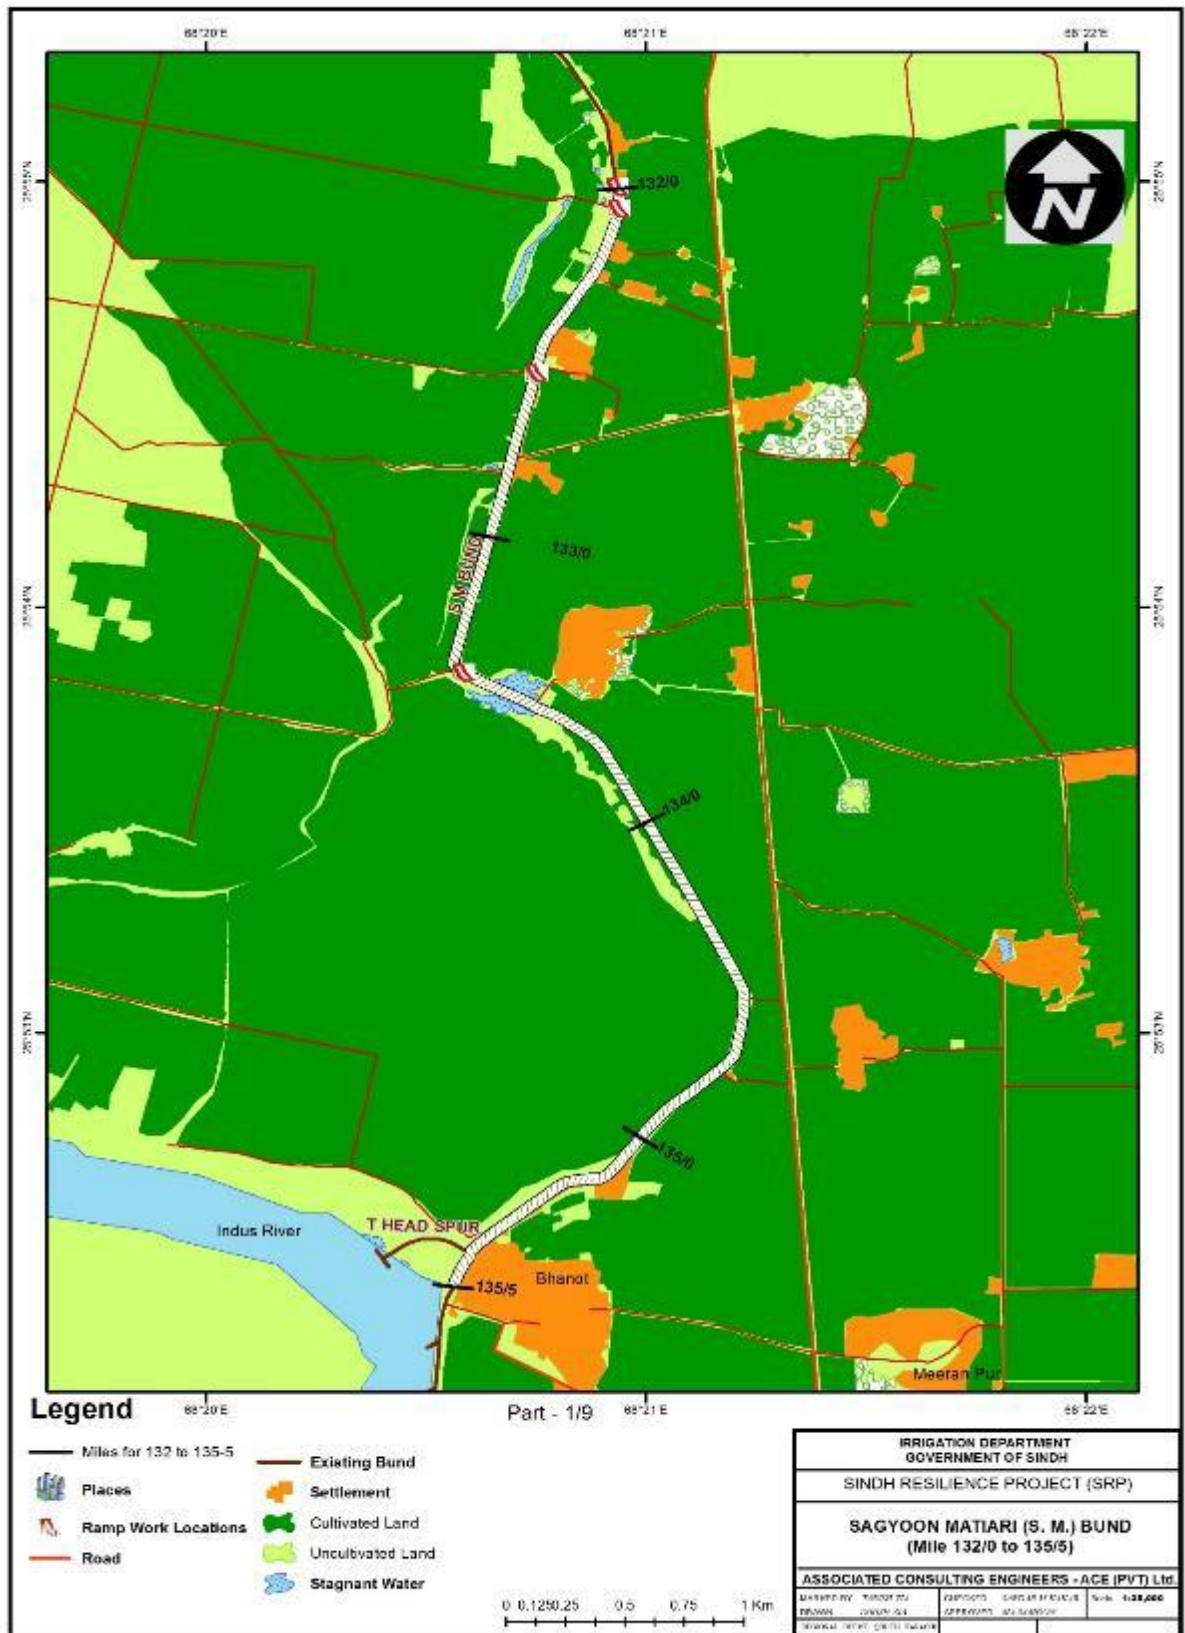 68°20'E 68°21'E 68°22'E
N
132/0
133/0
S.M BUND
134/0
135/0
Indus River
T HEAD SPUR
135/5
Bhanot
Meeran Pur
68°20'E 68°21'E 68°22'E
Part - 1/9
Legend
Miles for 132 to 135-5
Places
Ramp Work Locations
Road
Existing Bund
Settlement
Cultivated Land
Uncultivated Land
Stagnant Water
0 0.1250.25 0.5 0.75 1 Km
IRRIGATION DEPARTMENT
GOVERNMENT OF SINDH
SINDH RESILIENCE PROJECT (SRP)
SAGYOON MATIARI (S. M.) BUND
(Mile 132/0 to 135/5)
ASSOCIATED CONSULTING ENGINEERS - ACE (PVT) Ltd.
CHECKED
Scale
DRAWN
APPROVED